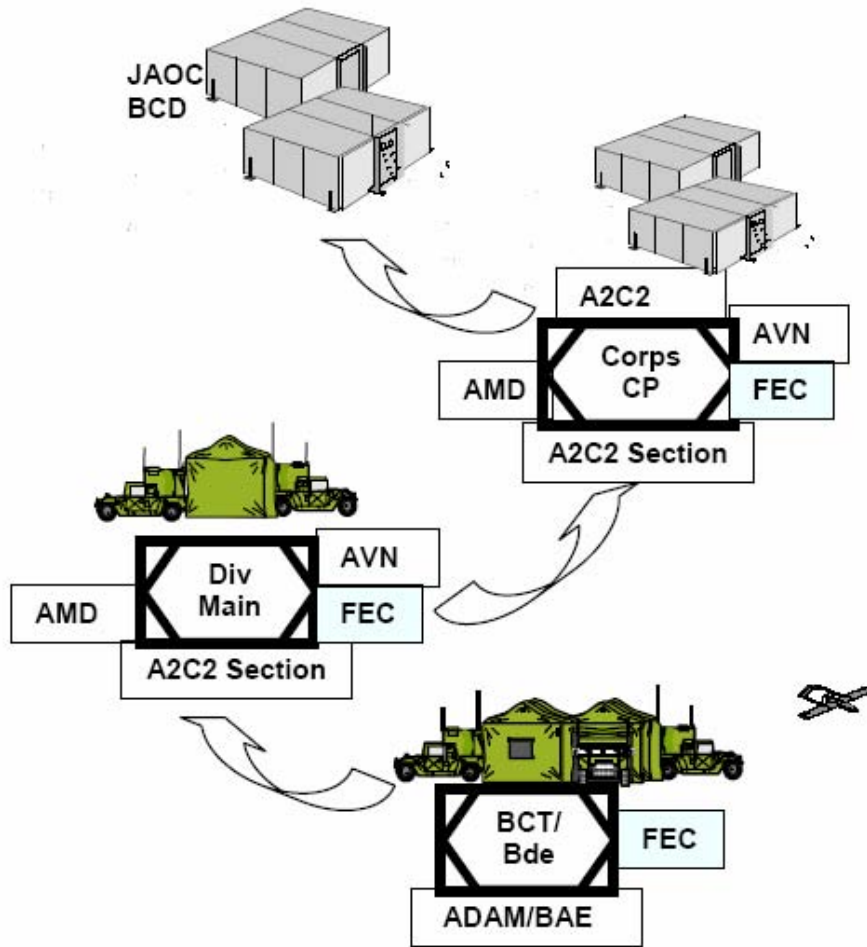 JAOC
BCD
A2C2
AVN
Corps
CP
AMD
FEC
A2C2 Section
AVN
Div
Main
AMD
FEC
A2C2 Section
BCT/
Bde
FEC
ADAM/BAE